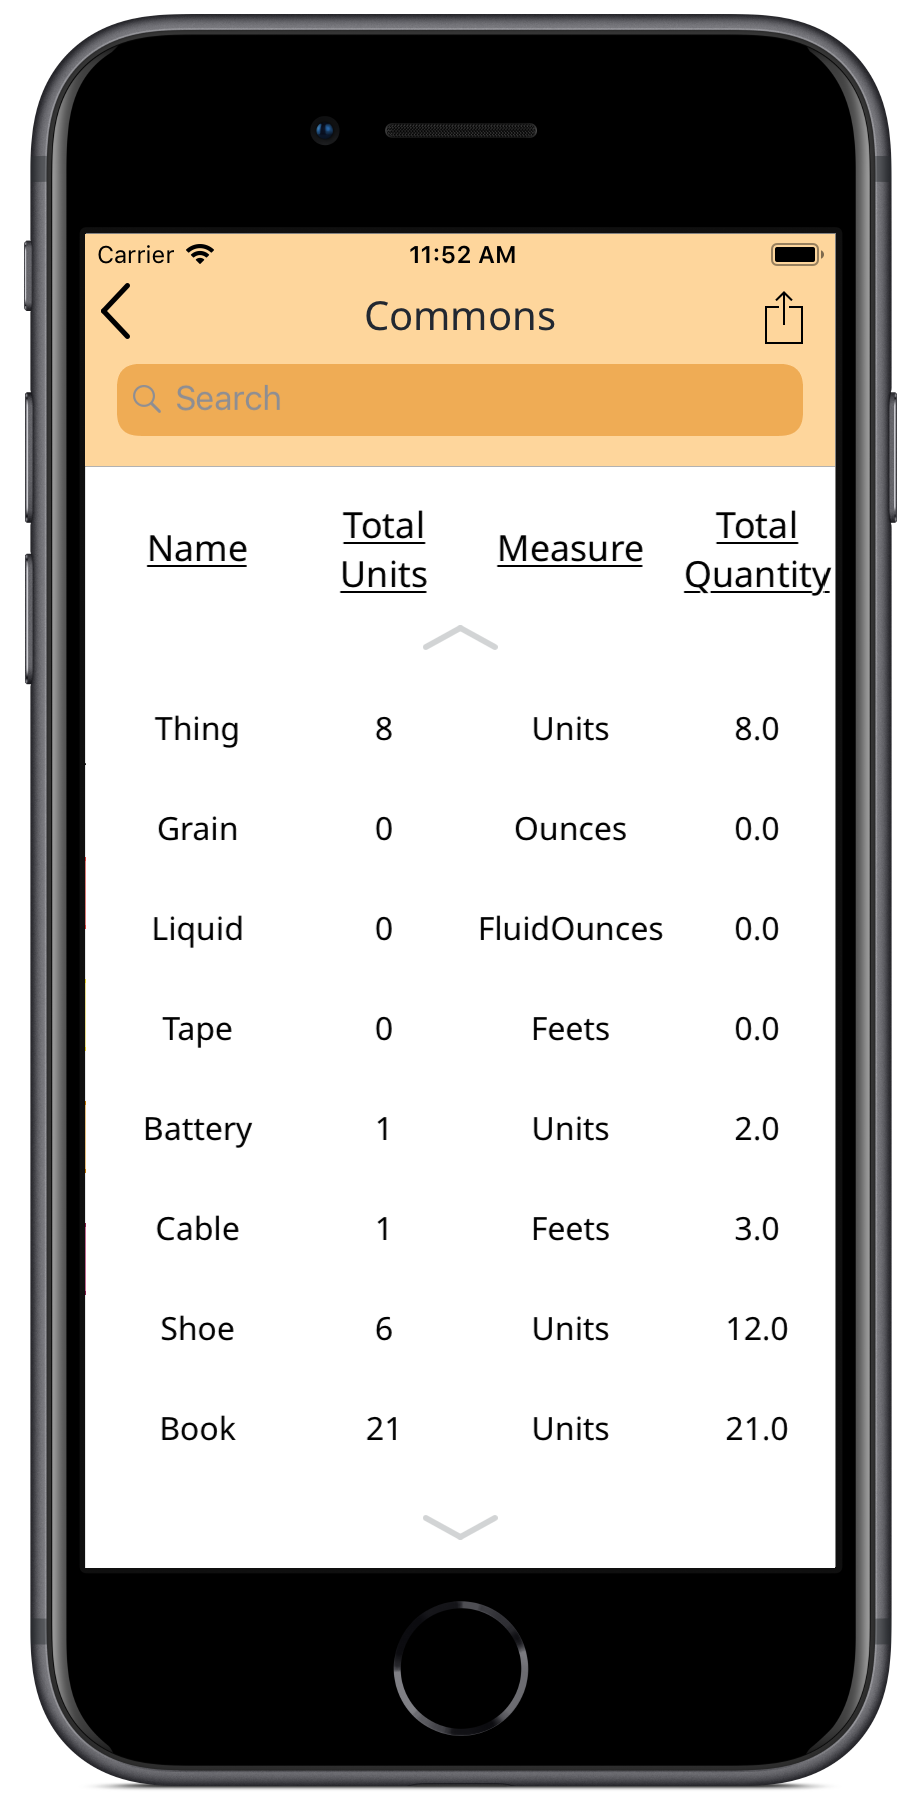 Carrier 11:52 AM
Commons
Search
Name Total Units Measure Total Quantity
Thing 8 Units 8.0
Grain 0 Ounces 0.0
Liquid 0 FluidOunces 0.0
Tape 0 Feets 0.0
Battery 1 Units 2.0
Cable 1 Feets 3.0
Shoe 6 Units 12.0
Book 21 Units 21.0